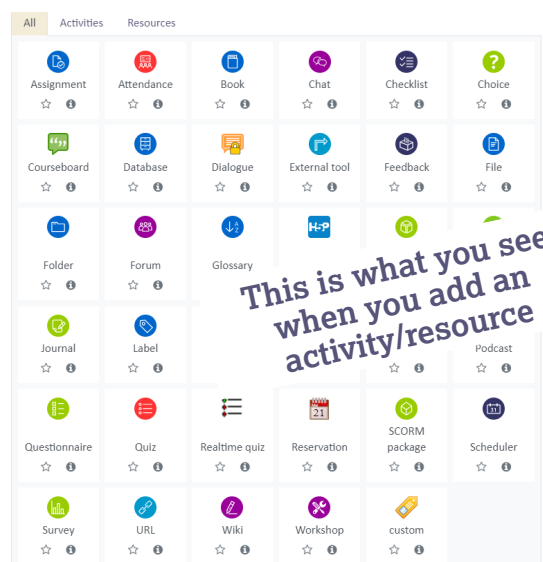 All Activities Resources
Assignment Attendance Book Chat Checklist Choice
Courseboard Database Dialogue External tool Feedback File
Folder Forum Glossary H-P
This is what you see
when you add an
activity/resource
Journal Label Podcast
21
SCORM
Questionnaire Quiz Realtime quiz Reservation package Scheduler
Survey URL Wiki Workshop custom